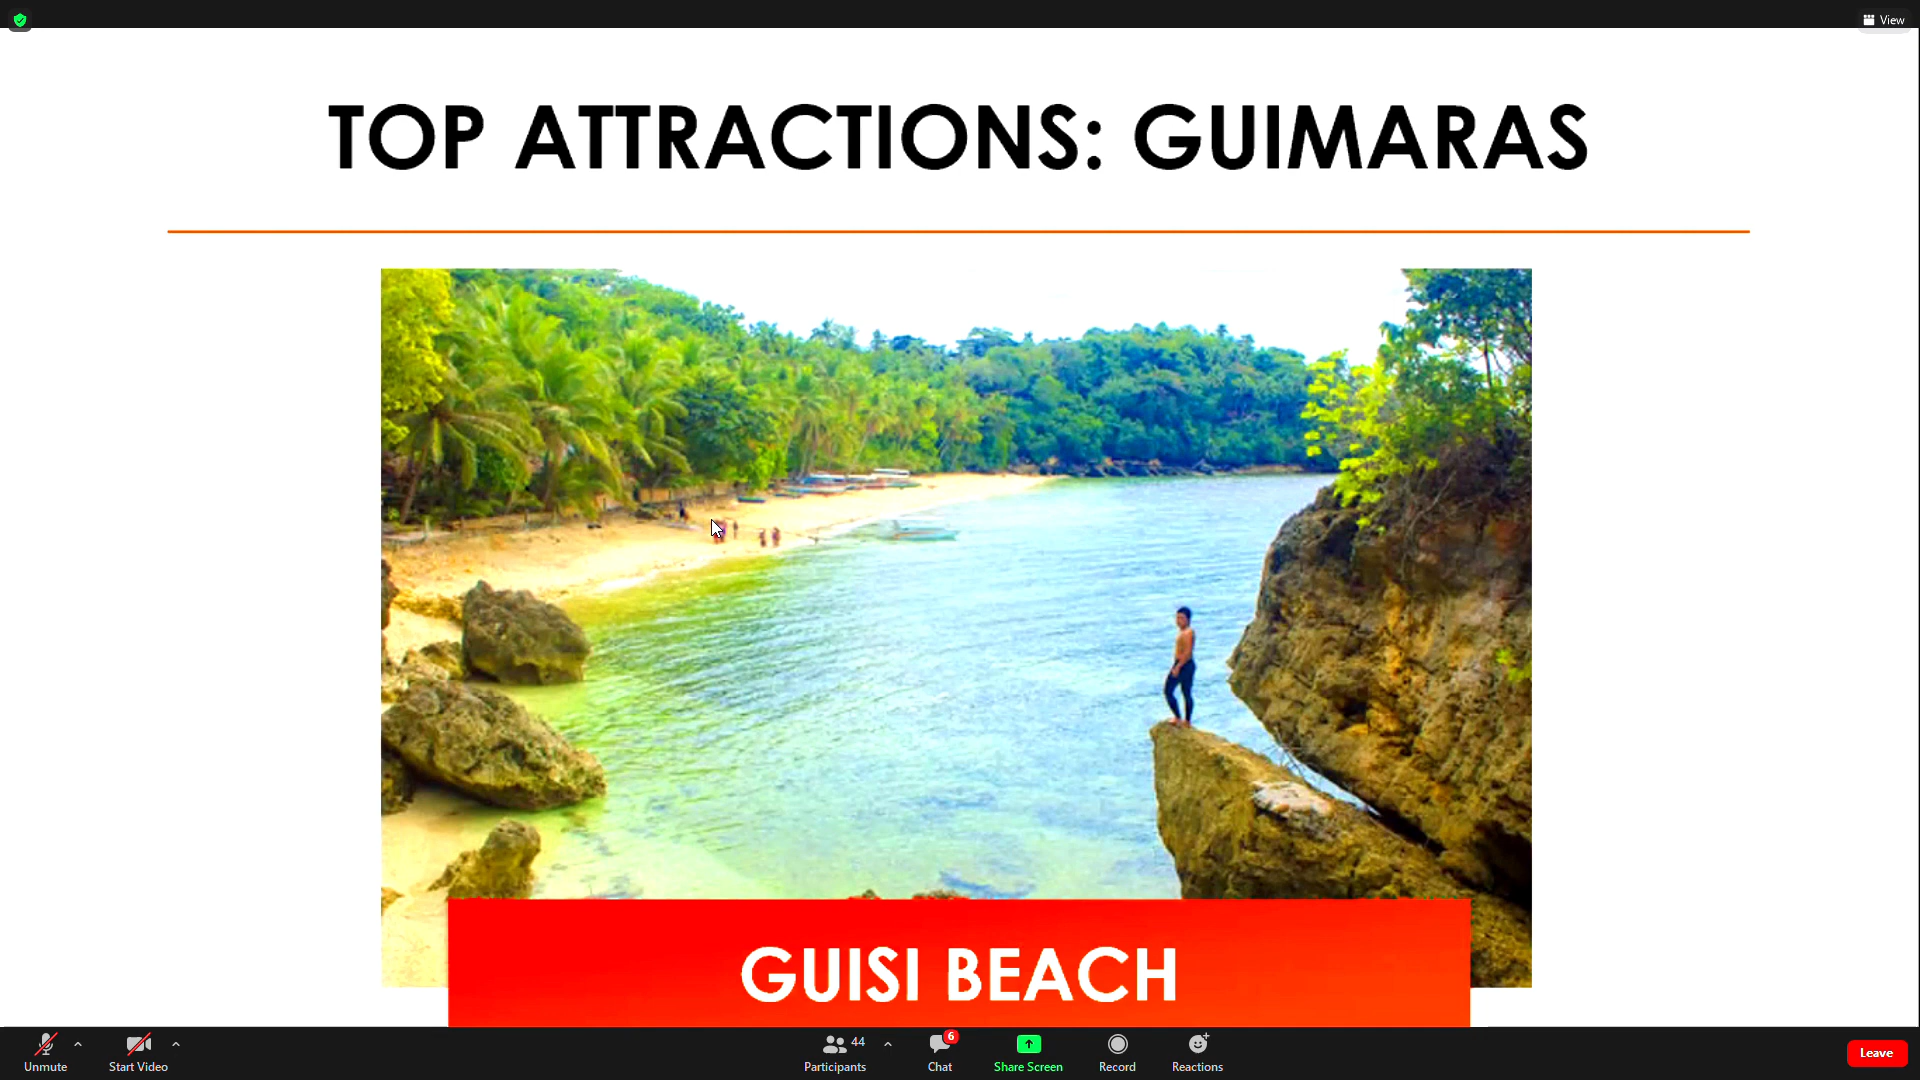 View
TOP ATTRACTIONS: GUIMARAS
GUISI BEACH
Unmute
Start Video
Participants
44
Chat
6
Share Screen
Record
Reactions
Leave